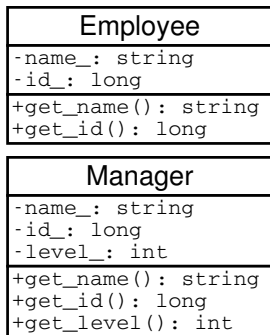 Employee
-name_: string
-id_: long
+get_name(): string
+get_id(): long
Manager
-name_: string
-id_: long
-level_: int
+get_name(): string
+get_id(): long
+get_level(): int